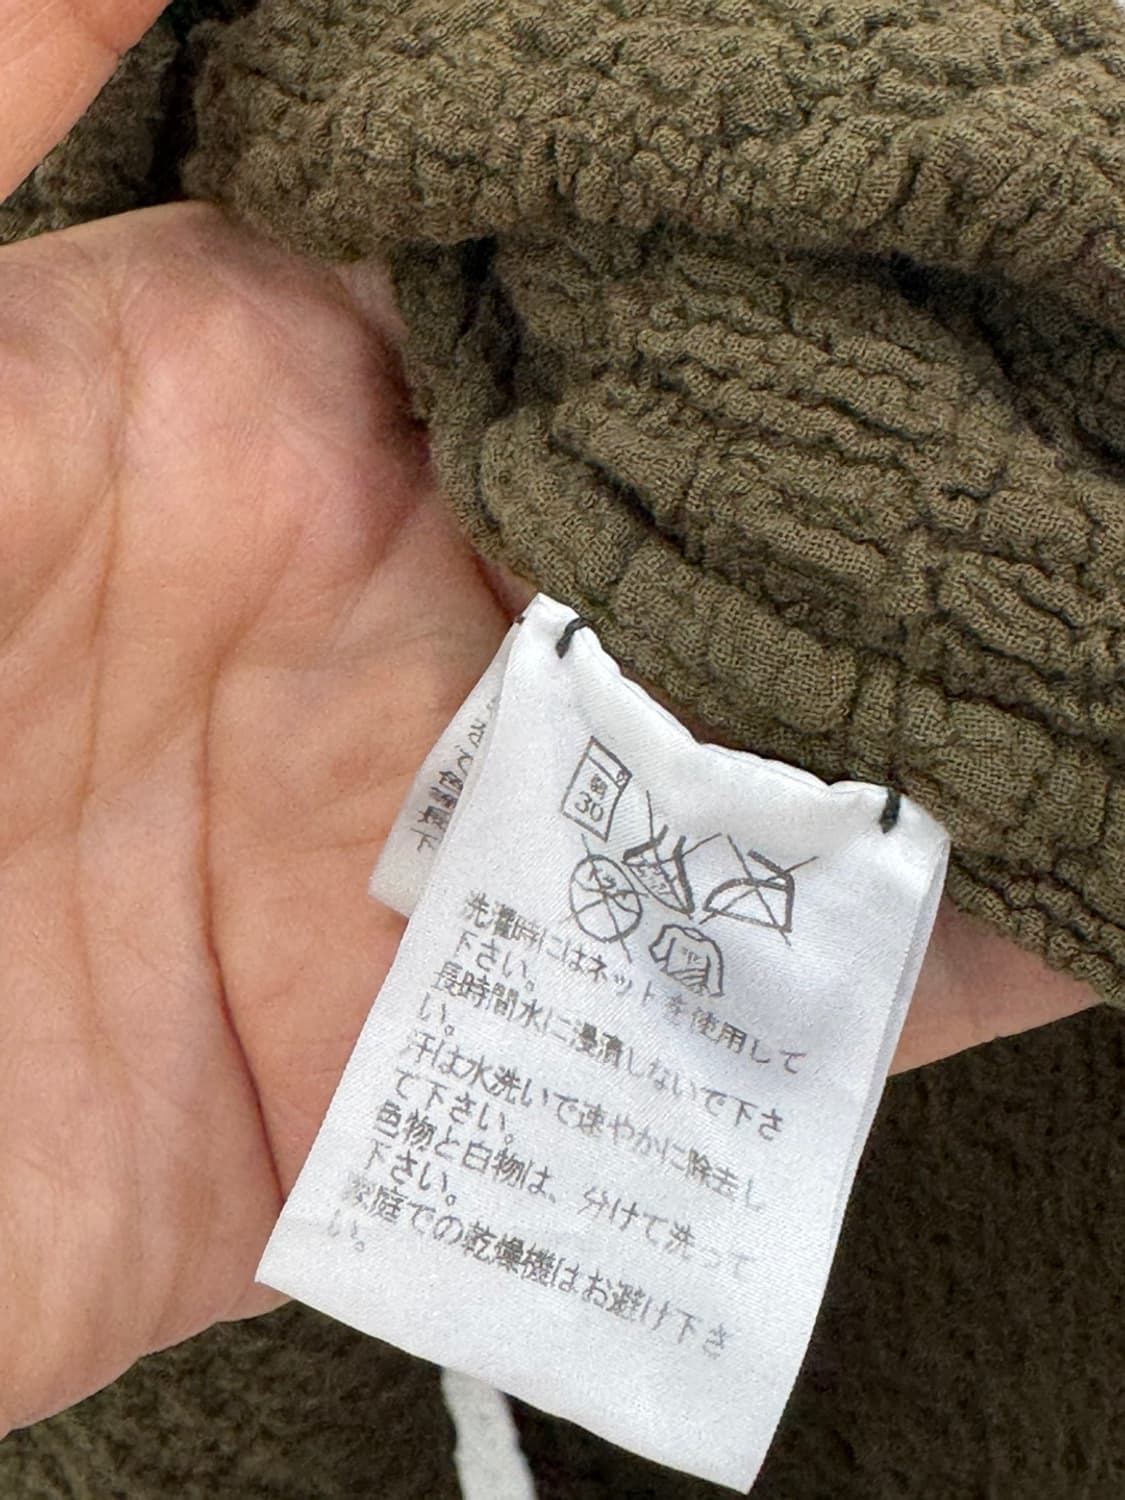 30
洗濯時にはネットを使用して
下さい。
長時間水に浸漬しないで下さ
い。
汗は水洗いで速やかに除去し
て下さい。
色物と白物は、分けて洗って
下さい。
家庭での乾燥機はお避け下さ
い。